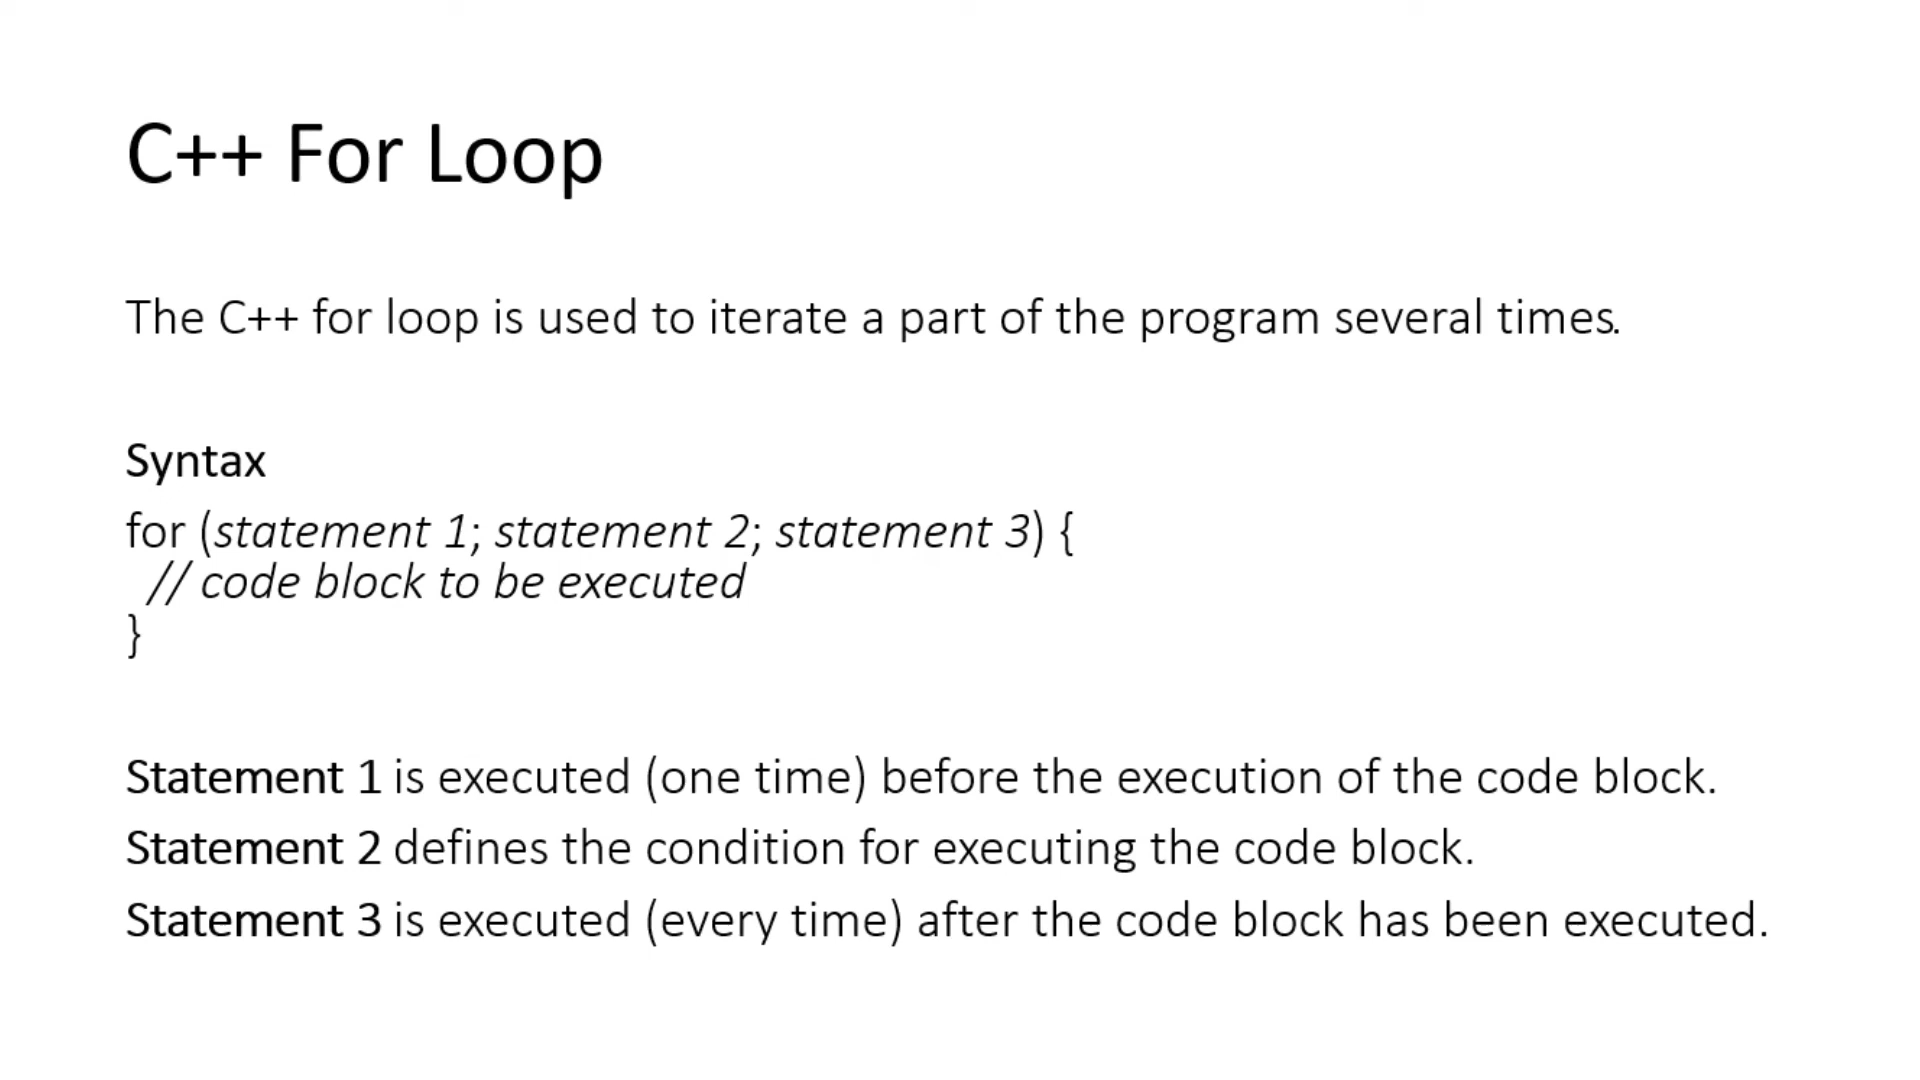 C++ For Loop
The C++ for loop is used to iterate a part of the program several times.
Syntax
for (statement 1; statement 2; statement 3) {
// code block to be executed
}
Statement 1 is executed (one time) before the execution of the code block.
Statement 2 defines the condition for executing the code block.
Statement 3 is executed (every time) after the code block has been executed.